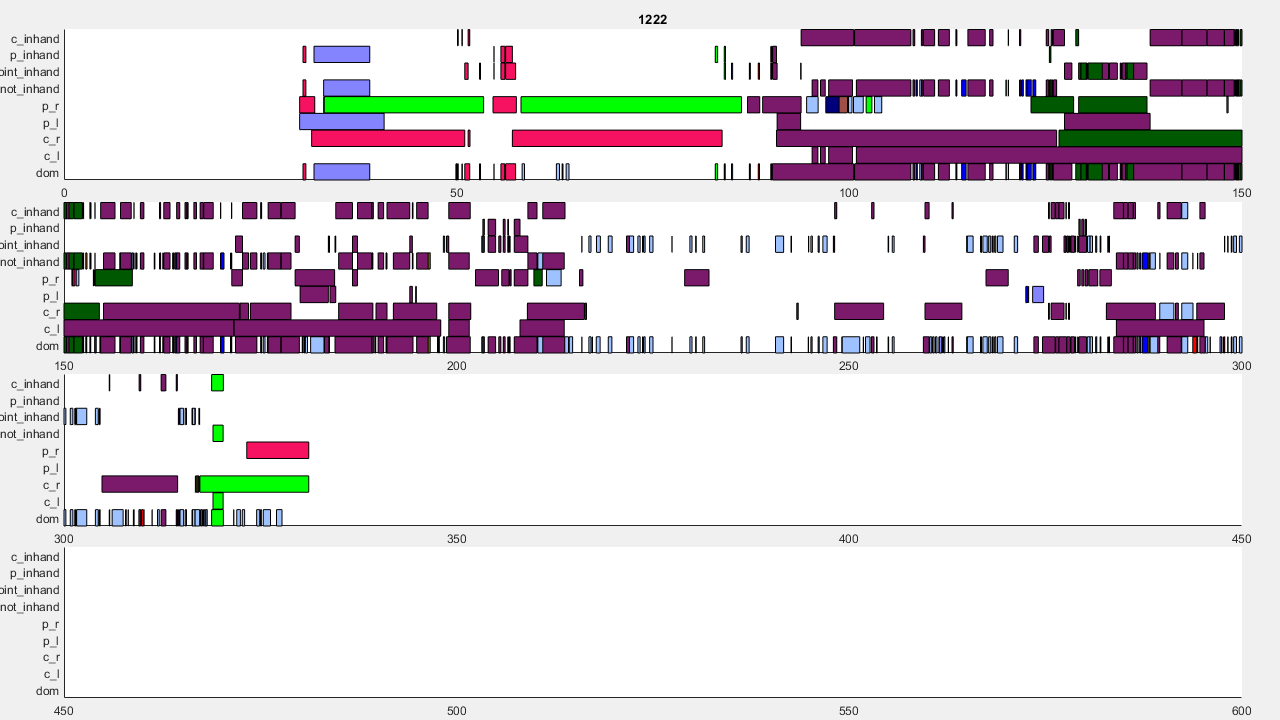 1222
c_inhand
p_inhand
oint_inhand
not_inhand
p_r
p_l
c_r
c_l
dom
0 50 100 150
c_inhand
p_inhand
oint_inhand
not_inhand
p_r
p_l
c_r
c_l
dom
150 200 250 300
c_inhand
p_inhand
oint_inhand
not_inhand
p_r
p_l
c_r
c_l
dom
300 350 400 450
c_inhand
p_inhand
oint_inhand
not_inhand
p_r
p_l
c_r
c_l
dom
450 500 550 600